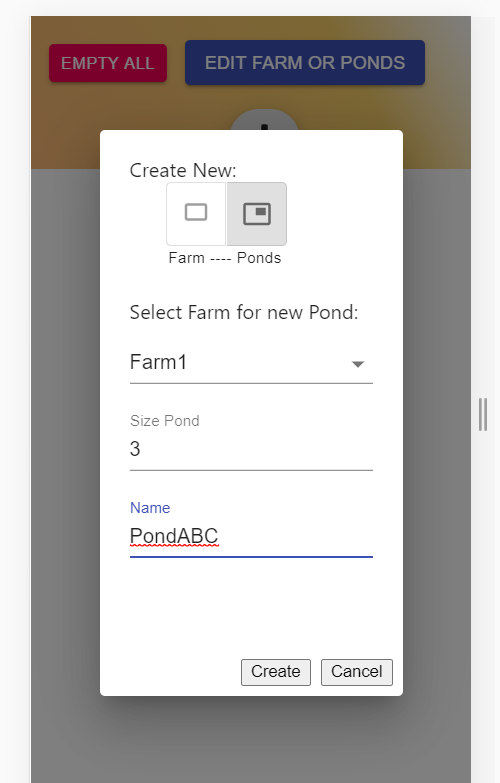 EMPTY ALL
EDIT FARM OR PONDS
Create New:
Farm ---- Ponds
Select Farm for new Pond:
Farm1
Size Pond
3
Name
PondABC
Create
Cancel